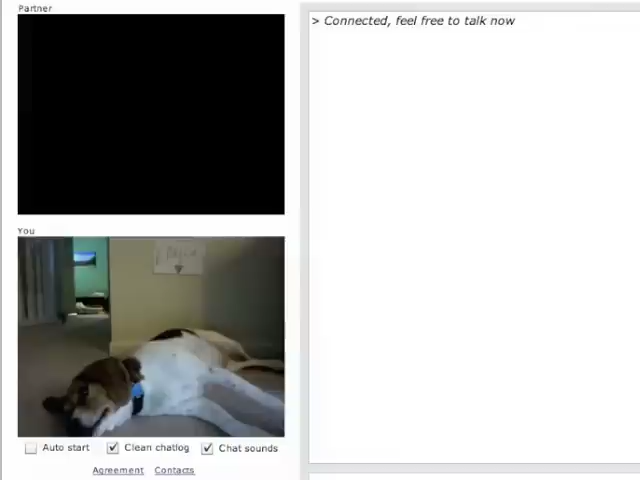 Partner
> Connected, feel free to talk now
You
Auto start
Clean chatlog
Chat sounds
Agreement
Contacts